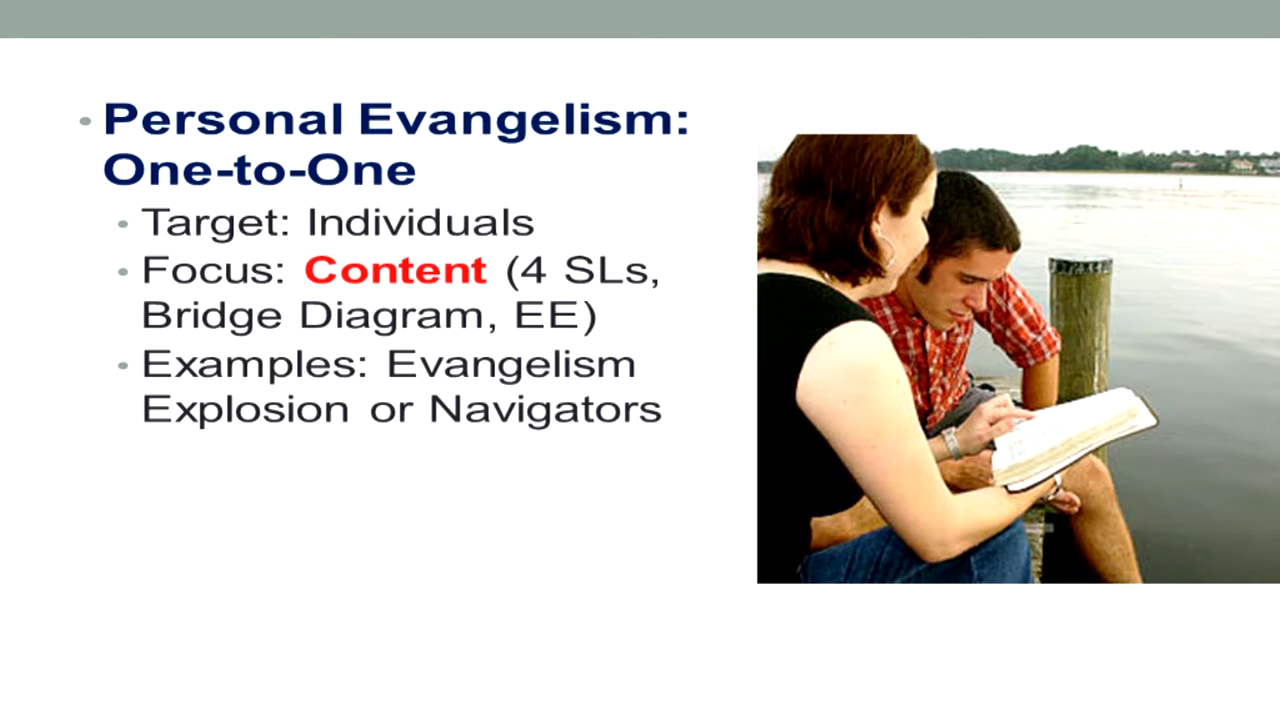 Personal Evangelism:
One-to-One
Target: Individuals
Focus: Content (4 SLs,
Bridge Diagram, EE)
Examples: Evangelism
Explosion or Navigators